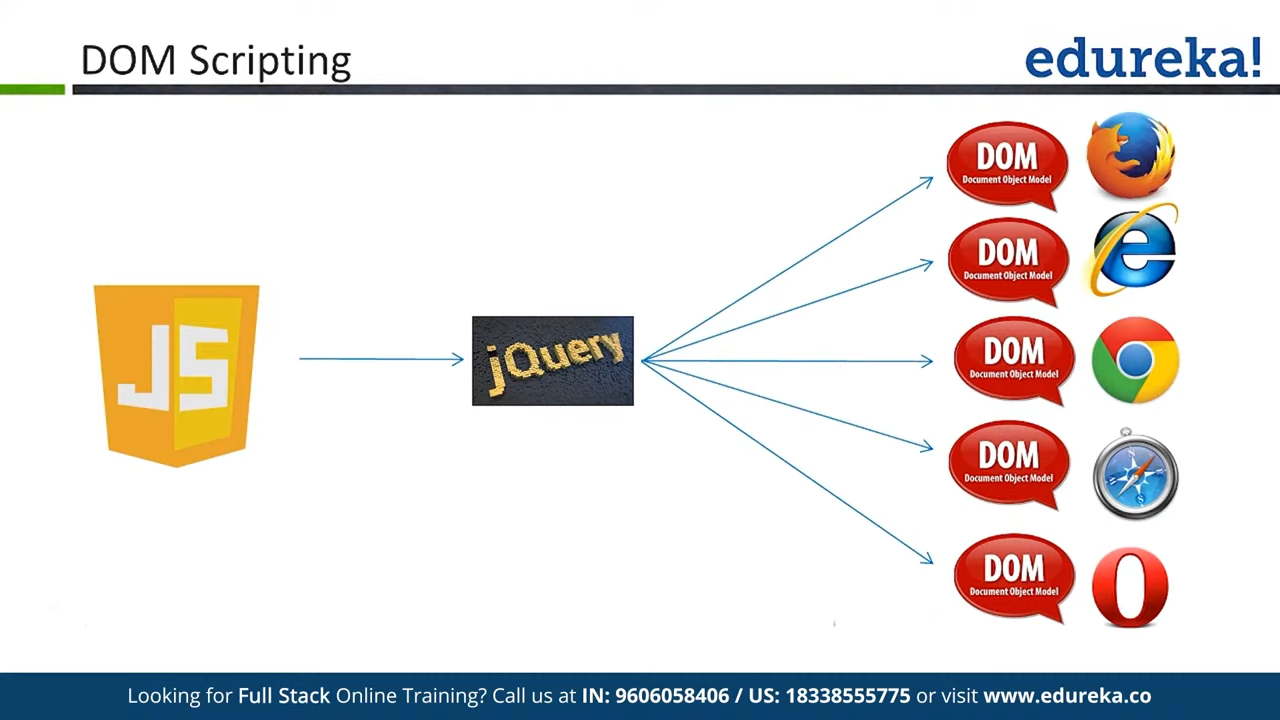 DOM Scripting
edureka!
JS
jQuery
DOM
Document Object Model
DOM
Document Object Model
DOM
Document Object Model
DOM
Document Object Model
DOM
Document Object Model
Looking for Full Stack Online Training? Call us at IN: 9606058406 / US: 18338555775 or visit www.edureka.co